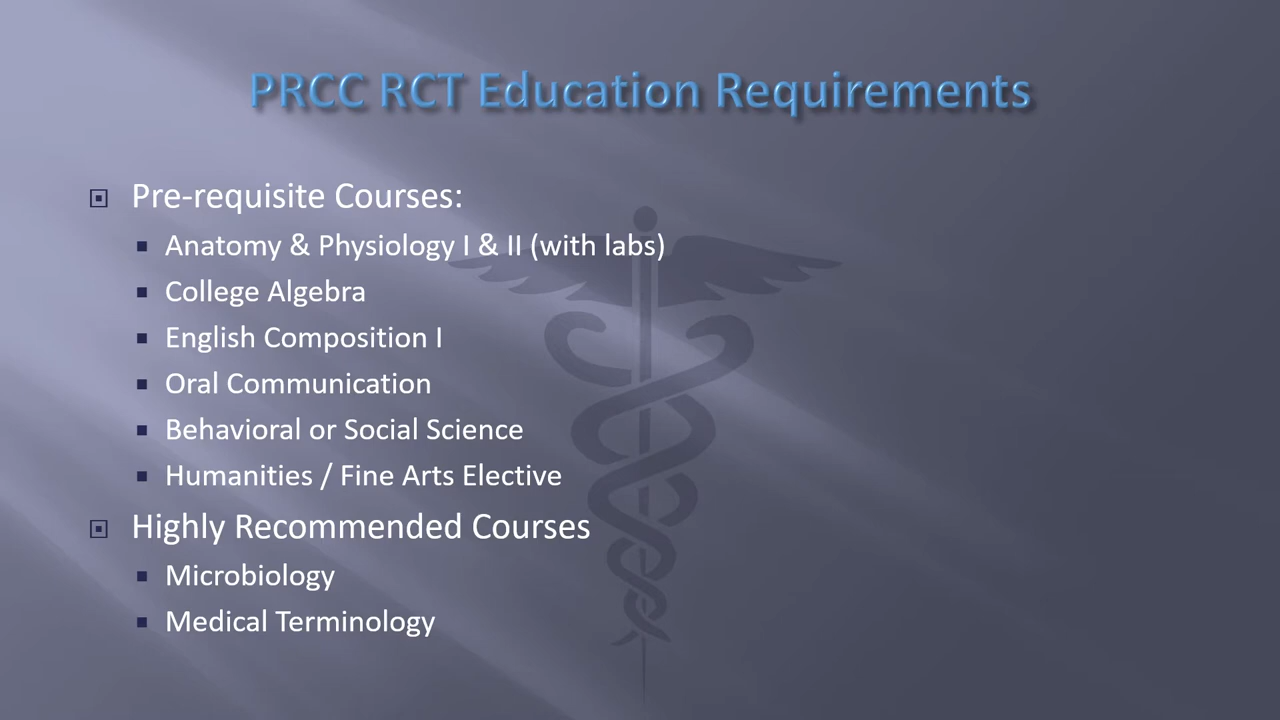 PRCC RCT Education Requirements
Pre-requisite Courses:
Anatomy & Physiology I & II (with labs)
College Algebra
English Composition I
Oral Communication
Behavioral or Social Science
Humanities / Fine Arts Elective
Highly Recommended Courses
Microbiology
Medical Terminology